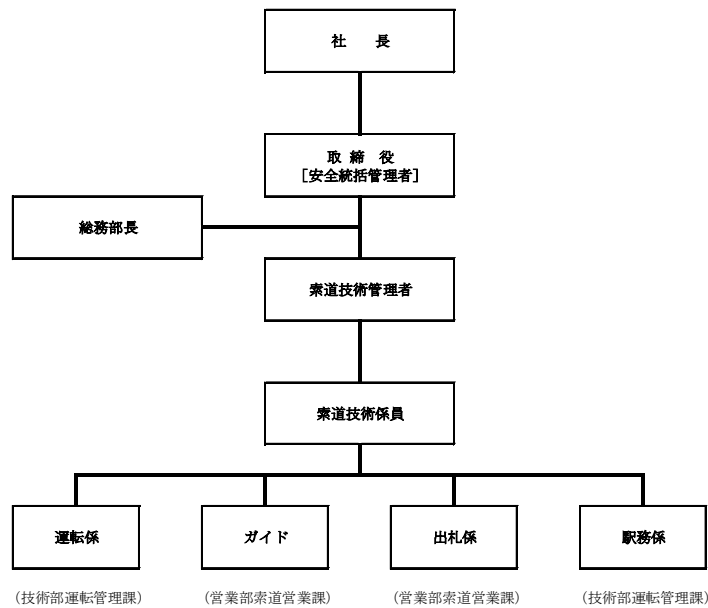 社　長
取 締 役
［安全統括管理者］
総務部長
索道技術管理者
索道技術係員
運転係
ガイド
出札係
駅務係
（技術部運転管理課）
（営業部索道営業課）
（営業部索道営業課）
（技術部運転管理課）